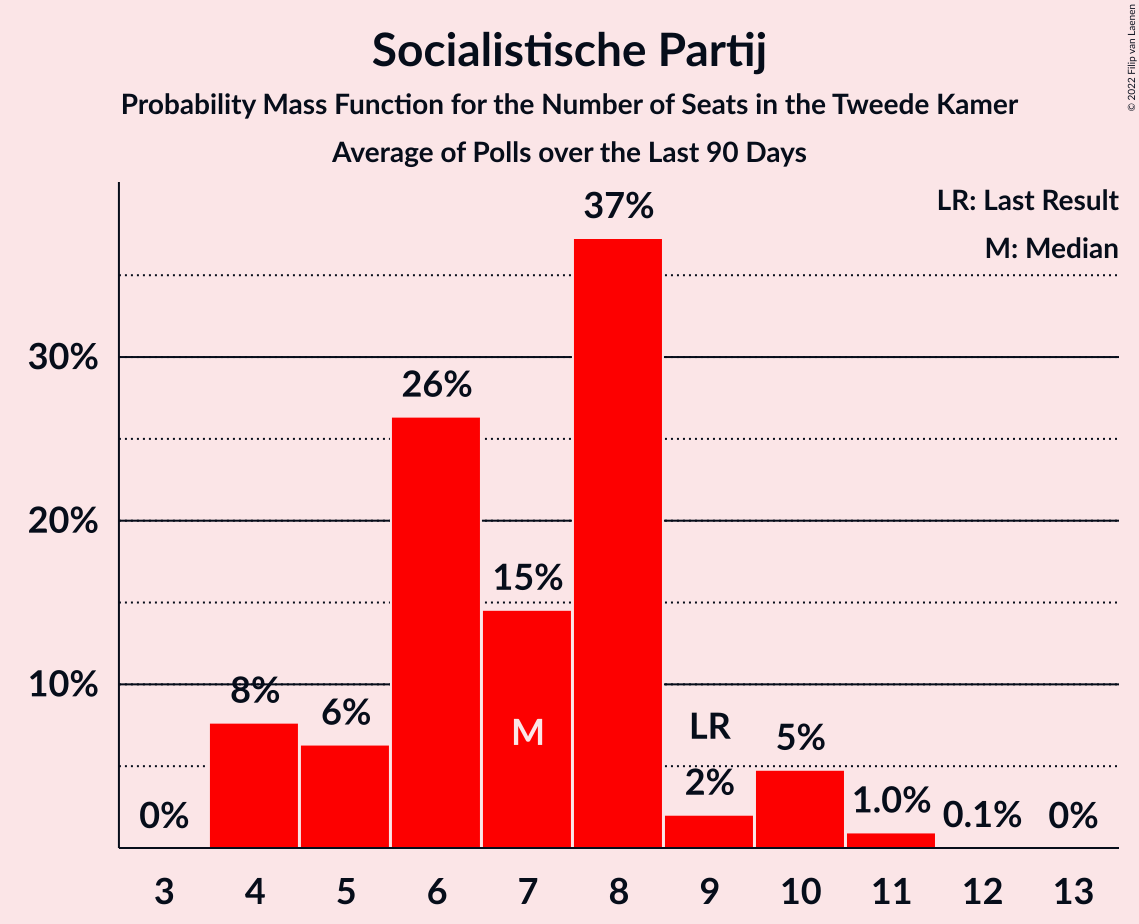 Socialistische Partij
Probability Mass Function for the Number of Seats in the Tweede Kamer
Average of Polls over the Last 90 Days
© 2022 Filip van Laenen
LR: Last Result
M: Median
37%
30%
26%
20%
15%
10%
8%
6%
M
LR
5%
2%
1.0%
0.1%
0%
0%
3 4 5 6 7 8 9 10 11 12 13